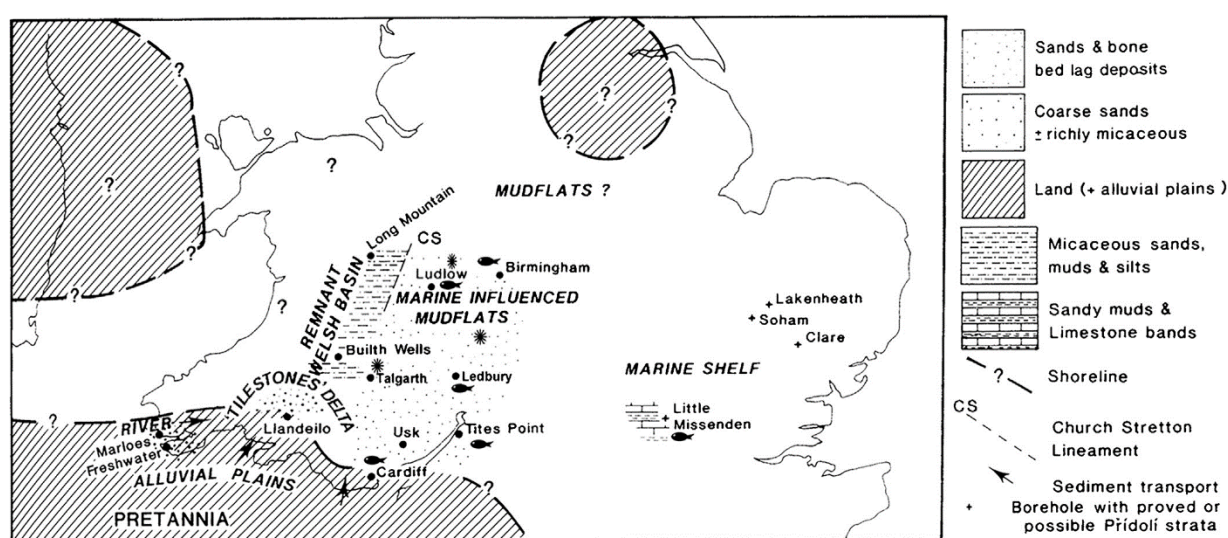 ?
?
?
?
?
?
?
?
?
?
?
?
MUDFLATS ?
Long Mountain
CS
Ludlow
Birmingham
REMNANT
WELSH BASIN
MARINE INFLUENCED
MUDFLATS
Builth Wells
Talgarth
Ledbury
'TILESTONES' DELTA
?
RIVER
Marloes
Freshwater
Llandeilo
Usk
Tites Point
Cardiff
ALLUVIAL PLAINS
?
PRETANNIA
Lakenheath
Soham
Clare
MARINE SHELF
Little
Missenden
Sands & bone
bed lag deposits
Coarse sands
± richly micaceous
Land (+ alluvial plains)
Micaceous sands,
muds & silts
Sandy muds &
Limestone bands
? Shoreline
CS
Church Stretton
Lineament
Sediment transport
Borehole with proved or
possible Přídolí strata